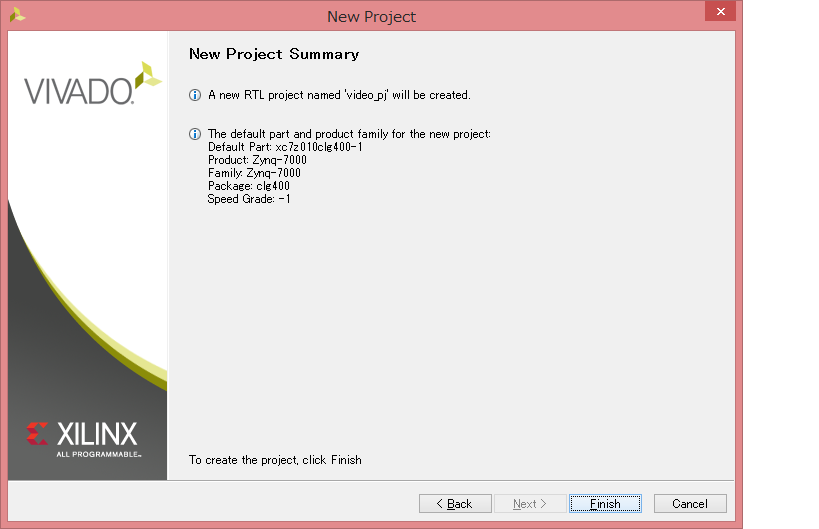 New Project
VIVADO
New Project Summary
A new RTL project named 'video_pj' will be created.
The default part and product family for the new project:
Default Part: xc7z010clg400-1
Product: Zynq-7000
Family: Zynq-7000
Package: clg400
Speed Grade: -1
XILINX
ALL PROGRAMMABLE™
To create the project, click Finish
< Back
Next >
Finish
Cancel